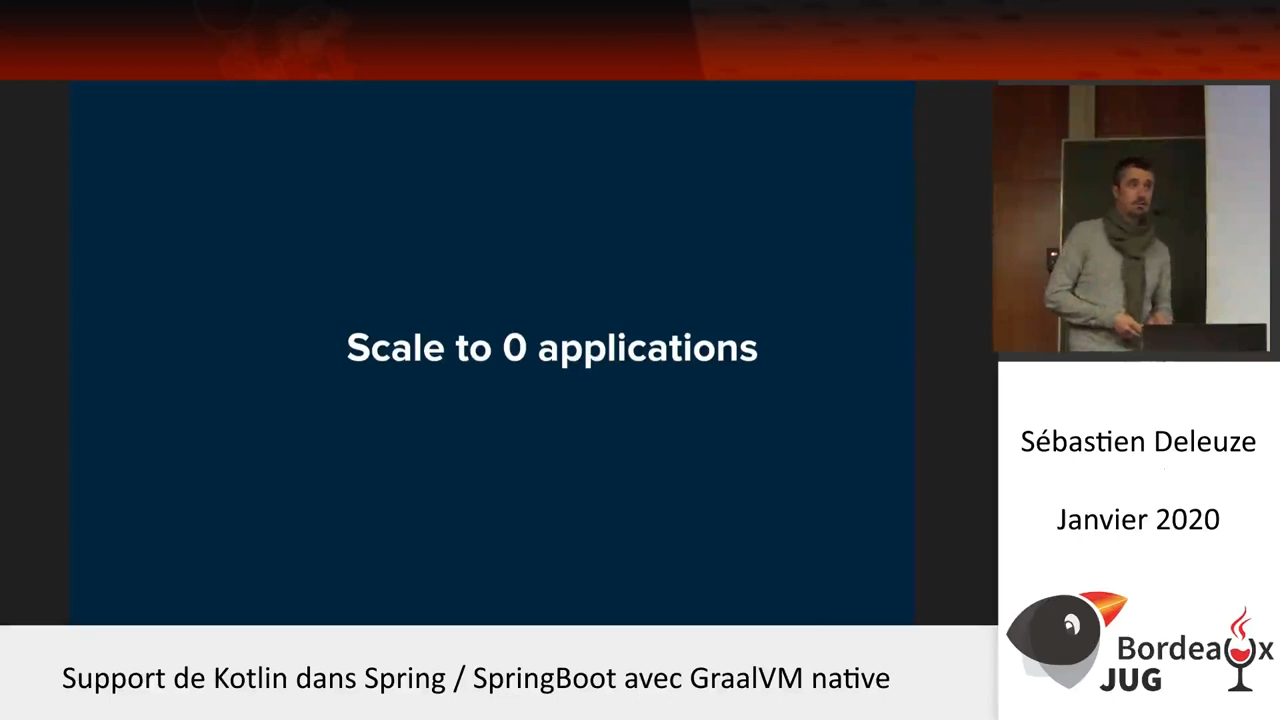 Scale to 0 applications
Sébastien Deleuze
Janvier 2020
Bordeaux
JUG
Support de Kotlin dans Spring / SpringBoot avec GraalVM native